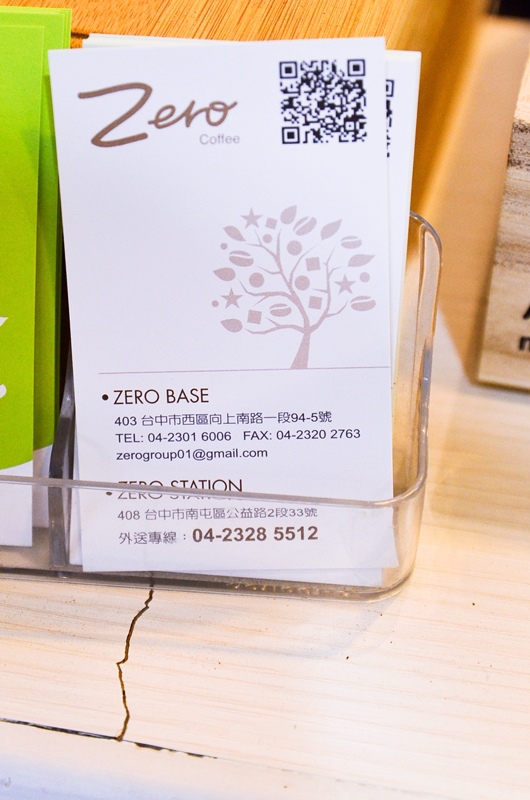 Zero
Coffee
• ZERO BASE
403 台中市西區向上南路一段94-5號
TEL: 04-2301 6006 FAX: 04-2320 2763
zerogroup01@gmail.com
• ZERO STATION
408 台中市南屯區公益路2段33號
外送專線：04-2328 5512